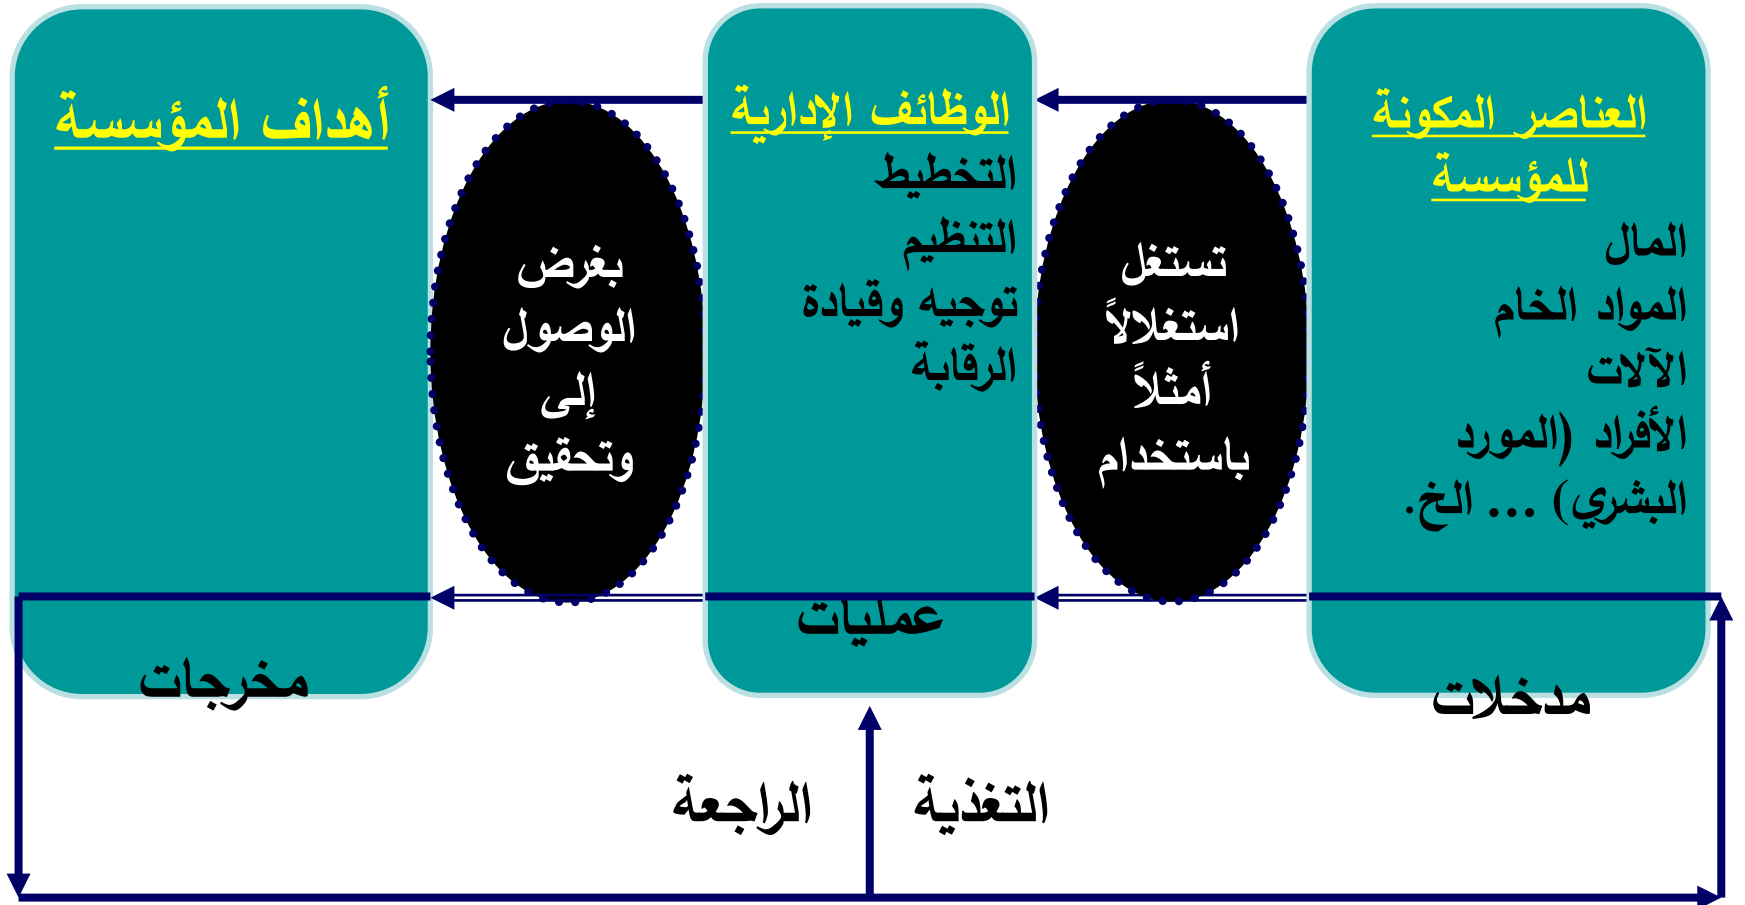 العناصر المكونة
للمؤسسة
المال
المواد الخام
الآلات
الأفراد (المورد
البشري) ... الخ.
مدخلات
تستغل
استغلالاً
أمثلاً
باستخدام
الوظائف الإدارية
التخطيط
التنظيم
توجيه وقيادة
الرقابة
عمليات
بغرض
الوصول
إلى
وتحقيق
أهداف المؤسسة
مخرجات
التغذية الراجعة